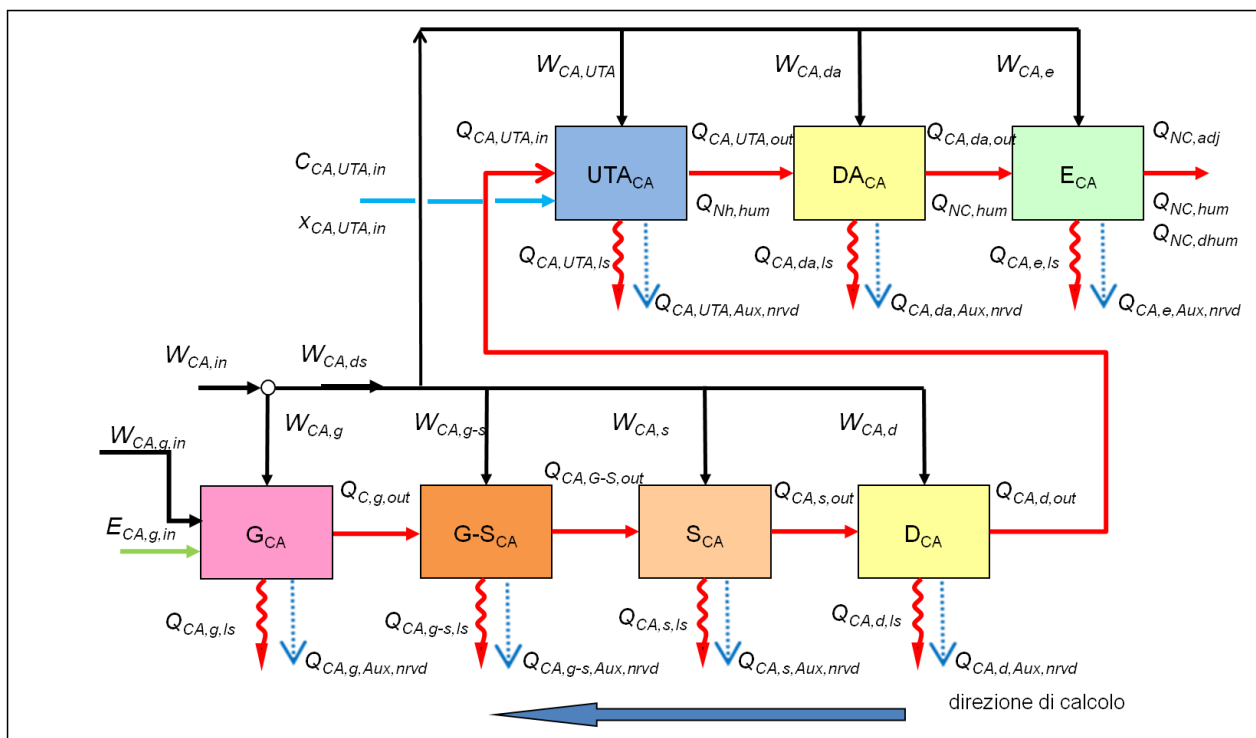 W_CA,UTA W_CA,da W_CA,e
Q_CA,UTA,in Q_CA,UTA,out Q_CA,da,out Q_NC,adj
C_CA,UTA,in
UTA_CA DA_CA E_CA
x_CA,UTA,in
Q_Nh,hum Q_NC,hum Q_NC,hum
Q_NC,dhum
Q_CA,UTA,ls Q_CA,da,ls Q_CA,e,ls
Q_CA,UTA,Aux,nrvd Q_CA,da,Aux,nrvd Q_CA,e,Aux,nrvd
W_CA,in W_CA,ds
W_CA,g W_CA,g-s W_CA,s W_CA,d
W_CA,g,in
Q_C,g,out Q_CA,G-S,out Q_CA,s,out Q_CA,d,out
E_CA,g,in
G_CA G-S_CA S_CA D_CA
Q_CA,g,ls Q_CA,g-s,ls Q_CA,s,ls Q_CA,d,ls
Q_CA,g,Aux,nrvd Q_CA,g-s,Aux,nrvd Q_CA,s,Aux,nrvd Q_CA,d,Aux,nrvd
direzione di calcolo